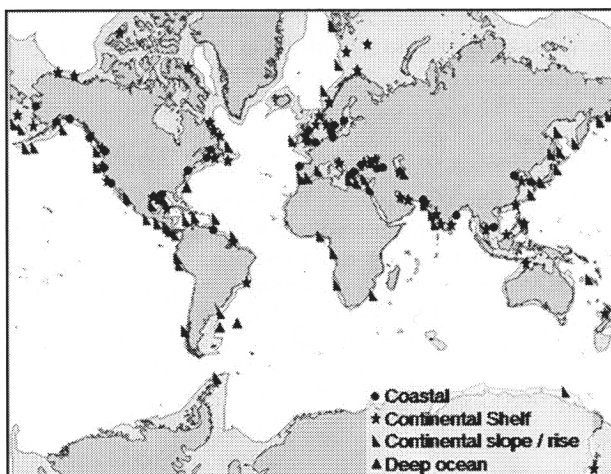 Coastal
Continental Shelf
Continental slope / rise
Deep ocean